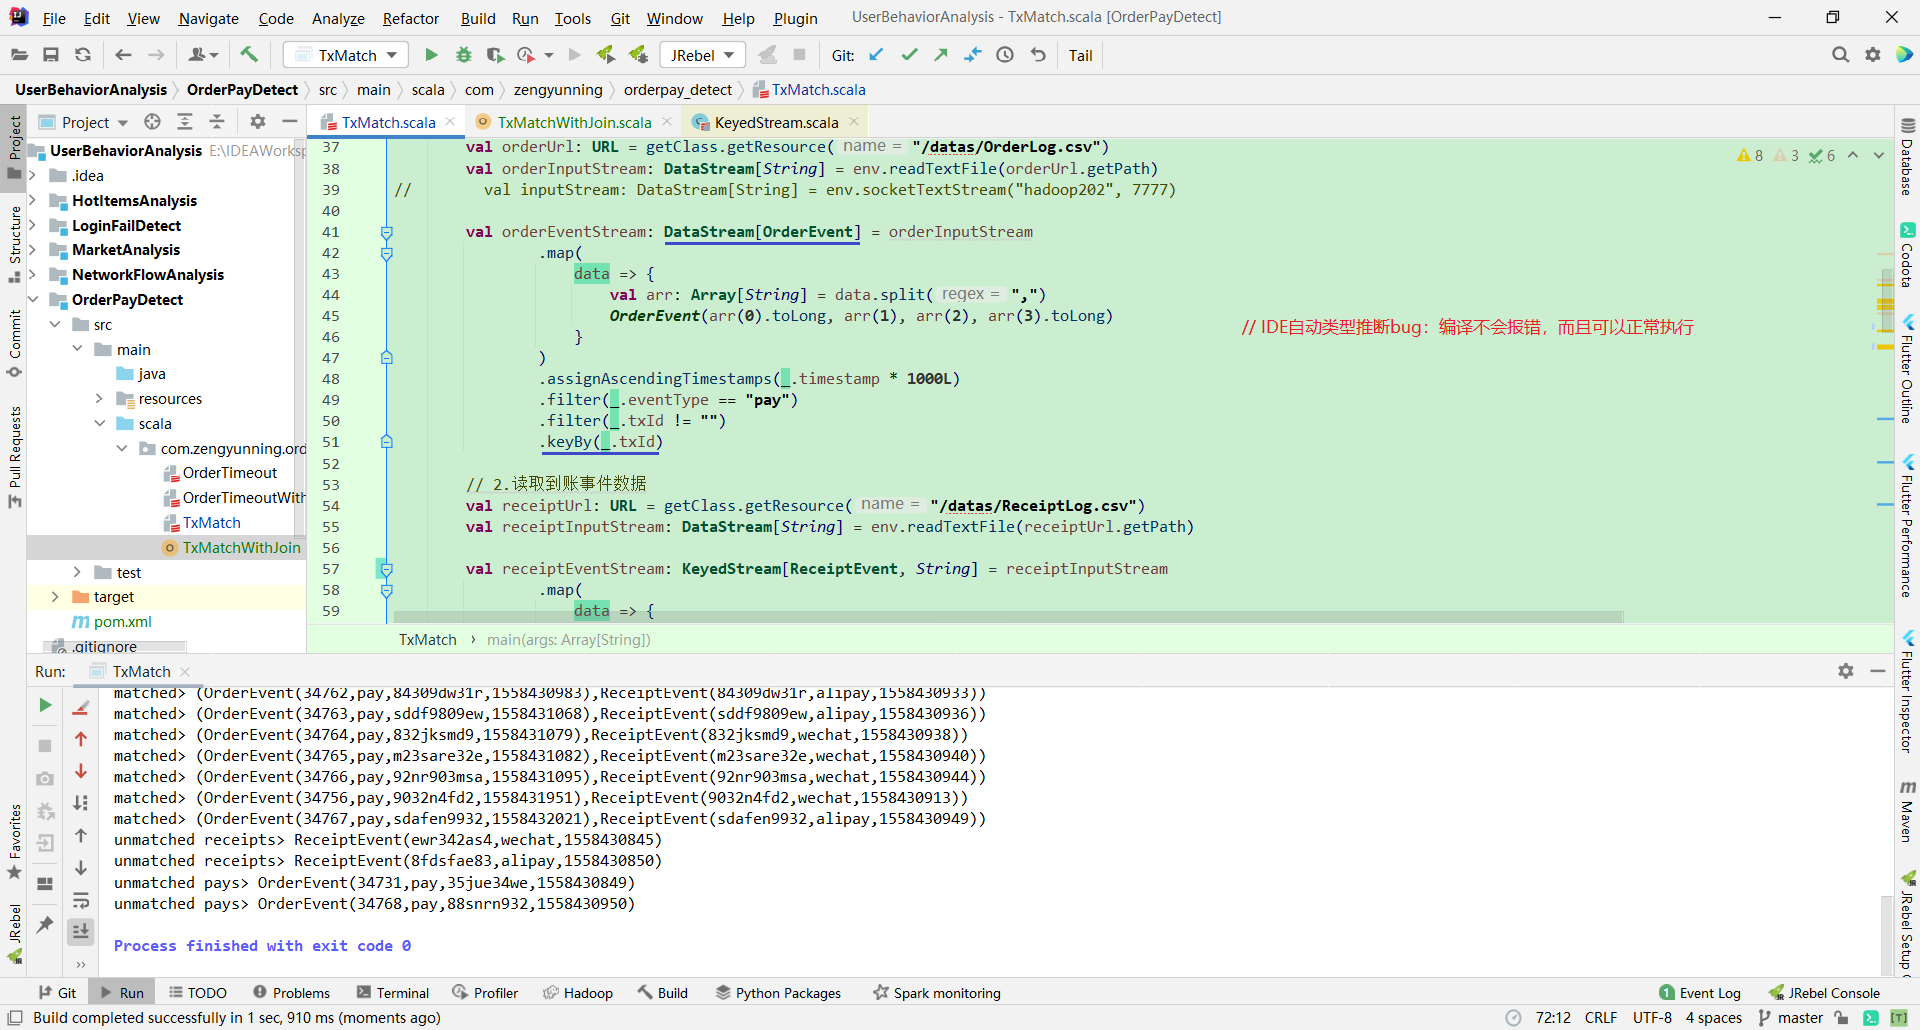 File Edit View Navigate Code Analyze Refactor Build Run Tools Git Window Help Plugin UserBehaviorAnalysis - TxMatch.scala [OrderPayDetect]
TxMatch JRebel Git: Tail
UserBehaviorAnalysis OrderPayDetect src main scala com zengyunning orderpay_detect TxMatch.scala
Project TxMatch.scala TxMatchWithJoin.scala KeyedStream.scala
Project
Structure
Commit
Pull Requests
Favorites
JRebel
UserBehaviorAnalysis E:\IDEAWorksp
.idea
HotItemsAnalysis
LoginFailDetect
MarketAnalysis
NetworkFlowAnalysis
OrderPayDetect
src
main
java
resources
scala
com.zengyunning.ord
OrderTimeout
OrderTimeoutWith
TxMatch
TxMatchWithJoin
test
target
pom.xml
.gitignore
8 3 6
37 val orderUrl: URL = getClass.getResource( name = "/datas/OrderLog.csv")
38 val orderInputStream: DataStream[String] = env.readTextFile(orderUrl.getPath)
39 // val inputStream: DataStream[String] = env.socketTextStream("hadoop202", 7777)
40
41 val orderEventStream: DataStream[OrderEvent] = orderInputStream
42 .map(
43 data => {
44 val arr: Array[String] = data.split( regex = ",")
45 OrderEvent(arr(0).toLong, arr(1), arr(2), arr(3).toLong)
46 }
// IDE自动类型推断bug：编译不会报错，而且可以正常执行
47 )
48 .assignAscendingTimestamps(_.timestamp * 1000L)
49 .filter(_.eventType == "pay")
50 .filter(_.txId != "")
51 .keyBy(_.txId)
52
53 // 2.读取到账事件数据
54 val receiptUrl: URL = getClass.getResource( name = "/datas/ReceiptLog.csv")
55 val receiptInputStream: DataStream[String] = env.readTextFile(receiptUrl.getPath)
56
57 val receiptEventStream: KeyedStream[ReceiptEvent, String] = receiptInputStream
58 .map(
59 data => {
TxMatch › main(args: Array[String])
Database
Codota
Flutter Outline
Flutter Performance
Flutter Inspector
Maven
JRebel Setup
Run: TxMatch
matched> (OrderEvent(34762,pay,84309dw31r,1558430983),ReceiptEvent(84309dw31r,alipay,1558430933))
matched> (OrderEvent(34763,pay,sddf9809ew,1558431068),ReceiptEvent(sddf9809ew,alipay,1558430936))
matched> (OrderEvent(34764,pay,832jksmd9,1558431079),ReceiptEvent(832jksmd9,wechat,1558430938))
matched> (OrderEvent(34765,pay,m23sare32e,1558431082),ReceiptEvent(m23sare32e,wechat,1558430940))
matched> (OrderEvent(34766,pay,92nr903msa,1558431095),ReceiptEvent(92nr903msa,wechat,1558430944))
matched> (OrderEvent(34756,pay,9032n4fd2,1558431951),ReceiptEvent(9032n4fd2,wechat,1558430913))
matched> (OrderEvent(34767,pay,sdafen9932,1558432021),ReceiptEvent(sdafen9932,alipay,1558430949))
unmatched receipts> ReceiptEvent(ewr342as4,wechat,1558430845)
unmatched receipts> ReceiptEvent(8fdsfae83,alipay,1558430850)
unmatched pays> OrderEvent(34731,pay,35jue34we,1558430849)
unmatched pays> OrderEvent(34768,pay,88snrn932,1558430950)
Process finished with exit code 0
Git Run TODO Problems Terminal Profiler Hadoop Build Python Packages Spark monitoring 1 Event Log JRebel Console
Build completed successfully in 1 sec, 910 ms (moments ago) 72:12 CRLF UTF-8 4 spaces master [T]